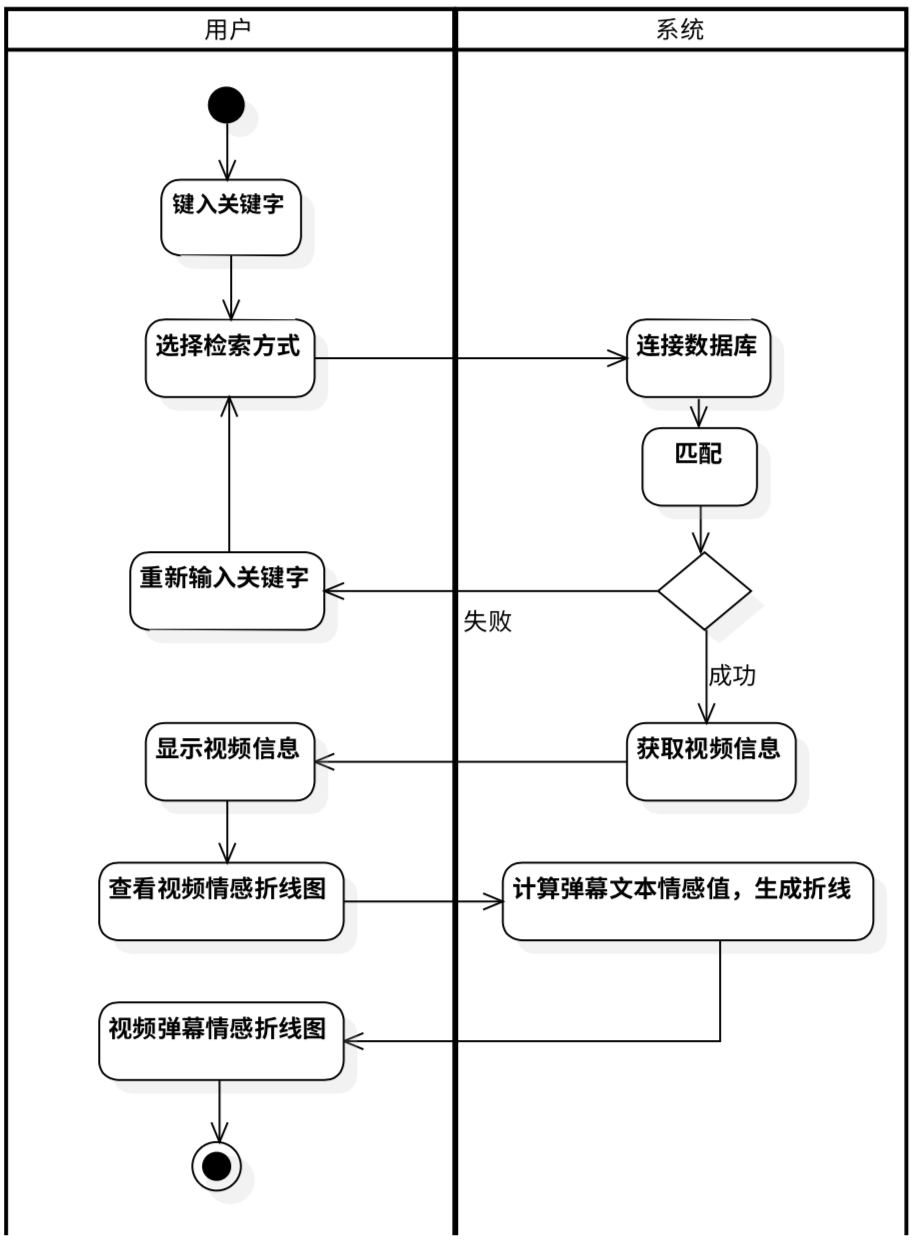 用户
系统
键入关键字
选择检索方式
连接数据库
匹配
重新输入关键字
失败
成功
显示视频信息
获取视频信息
查看视频情感折线图
计算弹幕文本情感值，生成折线
视频弹幕情感折线图